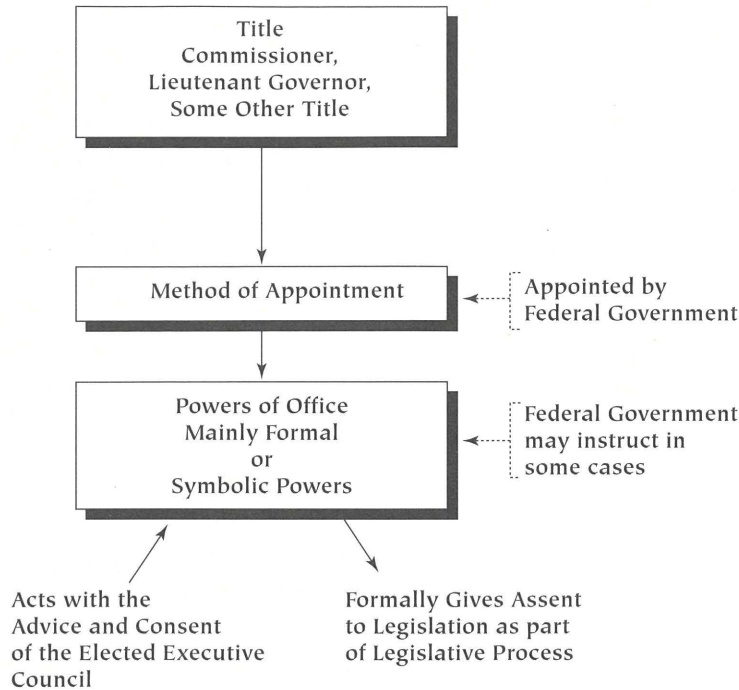 Title
Commissioner,
Lieutenant Governor,
Some Other Title
Method of Appointment
Appointed by
Federal Government
Powers of Office
Mainly Formal
or
Symbolic Powers
Federal Government
may instruct in
some cases
Acts with the
Advice and Consent
of the Elected Executive
Council
Formally Gives Assent
to Legislation as part
of Legislative Process